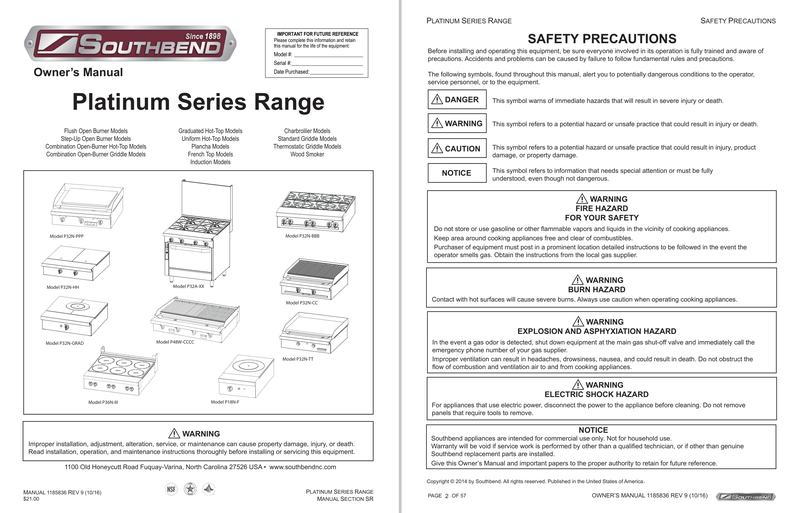 Since 1898
SOUTHBEND
Owner's Manual
IMPORTANT FOR FUTURE REFERENCE
Please complete this information and retain
this manual for the life of the equipment:
Model #:
Serial #:
Date Purchased:
Platinum Series Range
Flush Open Burner Models
Step-Up Open Burner Models
Combination Open-Burner Hot-Top Models
Combination Open-Burner Griddle Models
Graduated Hot-Top Models
Uniform Hot-Top Models
Plancha Models
French Top Models
Induction Models
Charbroiler Models
Standard Griddle Models
Thermostatic Griddle Models
Wood Smoker
Model P32N-PPP
Model P32A-XX
Model P32N-BBB
Model P32N-HH
Model P32N-CC
Model P32N-GRAD
Model P48W-CCCC
Model P32N-TT
Model P36N-III
Model P18N-F
WARNING
Improper installation, adjustment, alteration, service, or maintenance can cause property damage, injury, or death.
Read installation, operation, and maintenance instructions thoroughly before installing or servicing this equipment.
1100 Old Honeycutt Road Fuquay-Varina, North Carolina 27526 USA • www.southbendnc.com
MANUAL 1185836 REV 9 (10/16)
$21.00
NSF
PLATINUM SERIES RANGE
MANUAL SECTION SR
PLATINUM SERIES RANGE
SAFETY PRECAUTIONS
SAFETY PRECAUTIONS
Before installing and operating this equipment, be sure everyone involved in its operation is fully trained and aware of
precautions. Accidents and problems can be caused by failure to follow fundamental rules and precautions.
The following symbols, found throughout this manual, alert you to potentially dangerous conditions to the operator,
service personnel, or to the equipment.
DANGER
This symbol warns of immediate hazards that will result in severe injury or death.
WARNING
This symbol refers to a potential hazard or unsafe practice that could result in injury or death.
CAUTION
This symbol refers to a potential hazard or unsafe practice that could result in injury, product
damage, or property damage.
NOTICE
This symbol refers to information that needs special attention or must be fully
understood, even though not dangerous.
WARNING
FIRE HAZARD
FOR YOUR SAFETY
Do not store or use gasoline or other flammable vapors and liquids in the vicinity of cooking appliances.
Keep area around cooking appliances free and clear of combustibles.
Purchaser of equipment must post in a prominent location detailed instructions to be followed in the event the
operator smells gas. Obtain the instructions from the local gas supplier.
WARNING
BURN HAZARD
Contact with hot surfaces will cause severe burns. Always use caution when operating cooking appliances.
WARNING
EXPLOSION AND ASPHYXIATION HAZARD
In the event a gas odor is detected, shut down equipment at the main gas shut-off valve and immediately call the
emergency phone number of your gas supplier.
Improper ventilation can result in headaches, drowsiness, nausea, and could result in death. Do not obstruct the
flow of combustion and ventilation air to and from cooking appliances.
WARNING
ELECTRIC SHOCK HAZARD
For appliances that use electric power, disconnect the power to the appliance before cleaning. Do not remove
panels that require tools to remove.
NOTICE
Southbend appliances are intended for commercial use only. Not for household use.
Warranty will be void if service work is performed by other than a qualified technician, or if other than genuine
Southbend replacement parts are installed.
Give this Owner's Manual and important papers to the proper authority to retain for future reference.
Copyright © 2014 by Southbend. All rights reserved. Published in the United States of America.
PAGE 2 OF 57
OWNER'S MANUAL 1185836 REV 9 (10/16)
SOUTHBEND